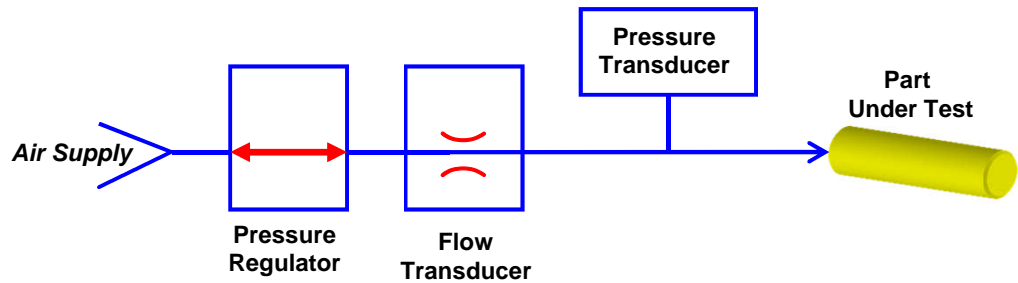 Pressure
Transducer
Part
Under Test
Air Supply
Pressure
Regulator
Flow
Transducer